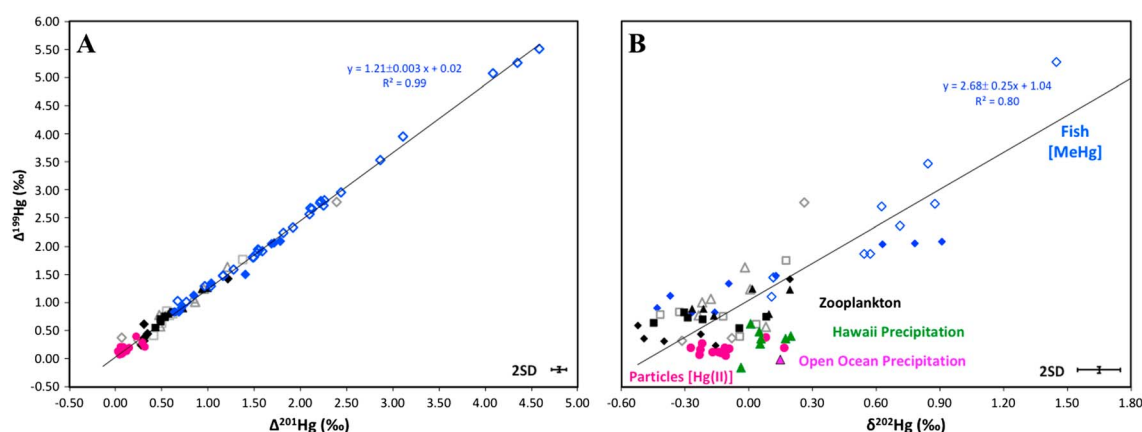 A
y = 1.21±0.003 x + 0.02
R² = 0.99
6.00
5.50
5.00
4.50
4.00
3.50
3.00
2.50
2.00
1.50
1.00
0.50
0.00
-0.50
Δ¹⁹⁹Hg (‰)
2SD
-0.50 0.00 0.50 1.00 1.50 2.00 2.50 3.00 3.50 4.00 4.50 5.00
Δ²⁰¹Hg (‰)
B
y = 2.68± 0.25x + 1.04
R² = 0.80
Fish
[MeHg]
Zooplankton
Hawaii Precipitation
Open Ocean Precipitation
Particles [Hg(II)]
2SD
-0.60 -0.30 0.00 0.30 0.60 0.90 1.20 1.50 1.80
δ²⁰²Hg (‰)